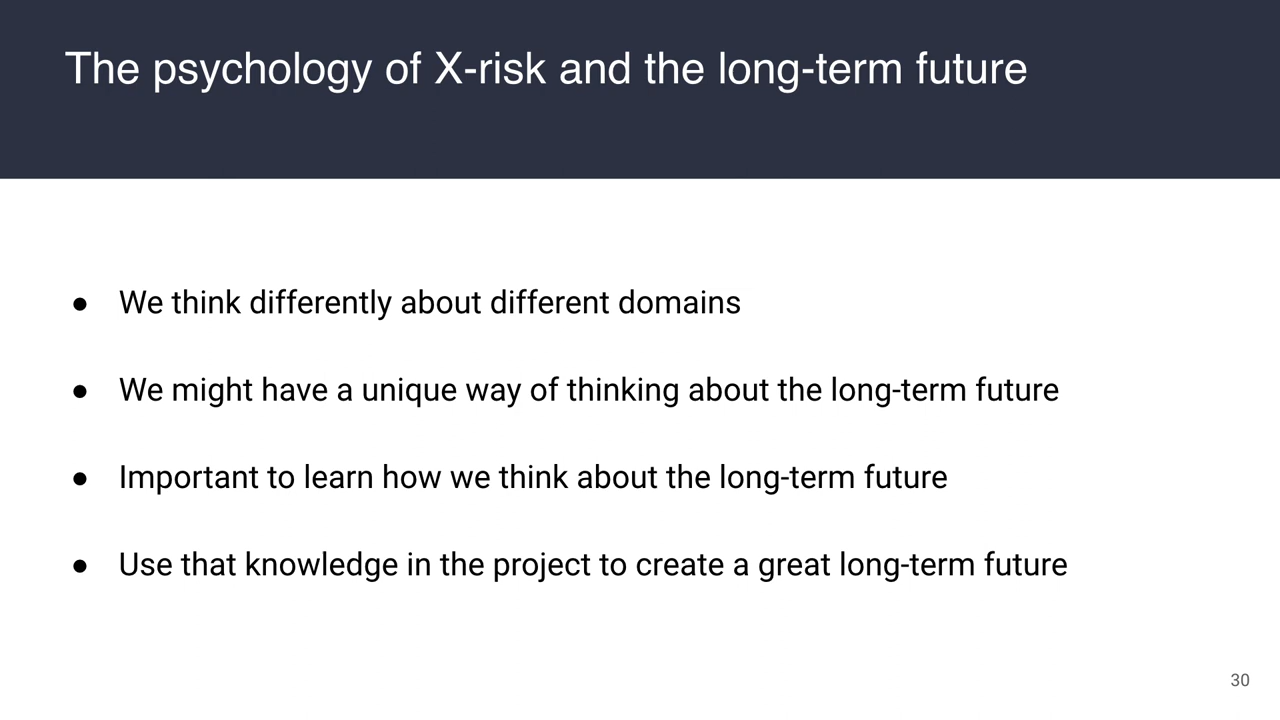 The psychology of X-risk and the long-term future
● We think differently about different domains
● We might have a unique way of thinking about the long-term future
● Important to learn how we think about the long-term future
● Use that knowledge in the project to create a great long-term future
30